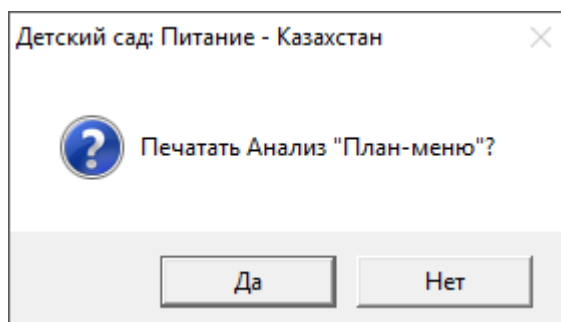 Детский сад: Питание - Казахстан
Печатать Анализ "План-меню"?
Да
Нет